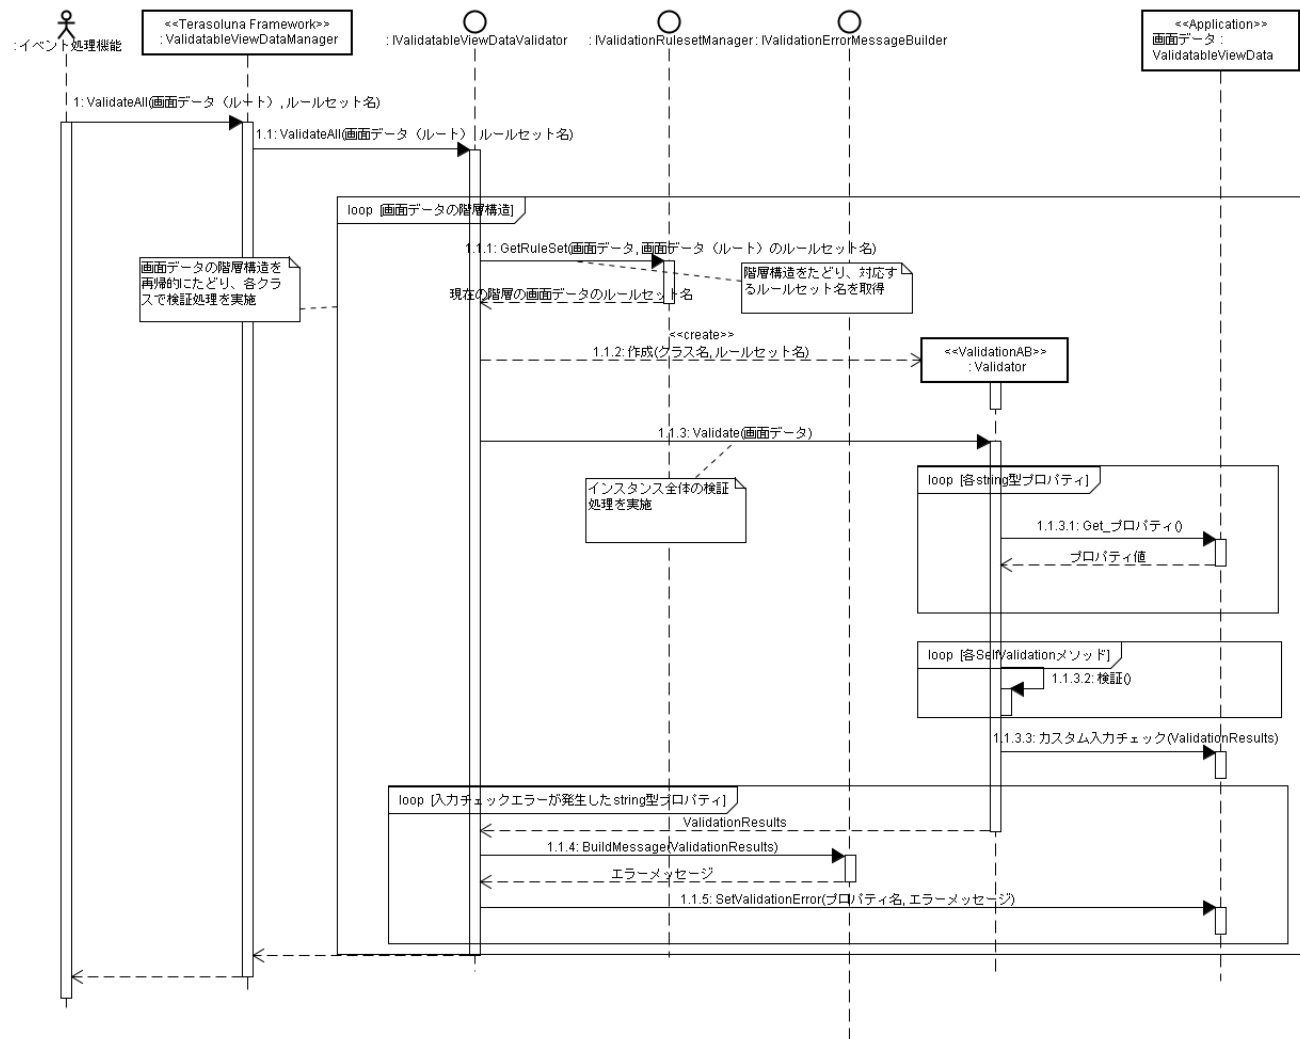 : イベント処理機能
<<Terasoluna Framework>>
: ValidatableViewDataManager
: IValidatableViewDataValidator
: IValidationRulesetManager
: IValidationErrorMessageBuilder
<<Application>>
画面データ :
ValidatableViewData
1: ValidateAll(画面データ（ルート）, ルールセット名)
1.1: ValidateAll(画面データ（ルート）, ルールセット名)
loop [画面データの階層構造]
1.1.1: GetRuleSet(画面データ, 画面データ（ルート）のルールセット名)
画面データの階層構造を
再帰的にたどり、各クラ
スで検証処理を実施
階層構造をたどり、対応す
るルールセット名を取得
現在の階層の画面データのルールセット名
<<create>>
1.1.2: 作成(クラス名, ルールセット名)
<<ValidationAB>>
: Validator
1.1.3: Validate(画面データ)
インスタンス全体の検証
処理を実施
loop [各string型プロパティ]
1.1.3.1: Get_プロパティ()
プロパティ値
loop [各SelfValidationメソッド]
1.1.3.2: 検証()
1.1.3.3: カスタム入力チェック(ValidationResults)
loop [入力チェックエラーが発生したstring型プロパティ]
ValidationResults
1.1.4: BuildMessage(ValidationResults)
エラーメッセージ
1.1.5: SetValidationError(プロパティ名, エラーメッセージ)